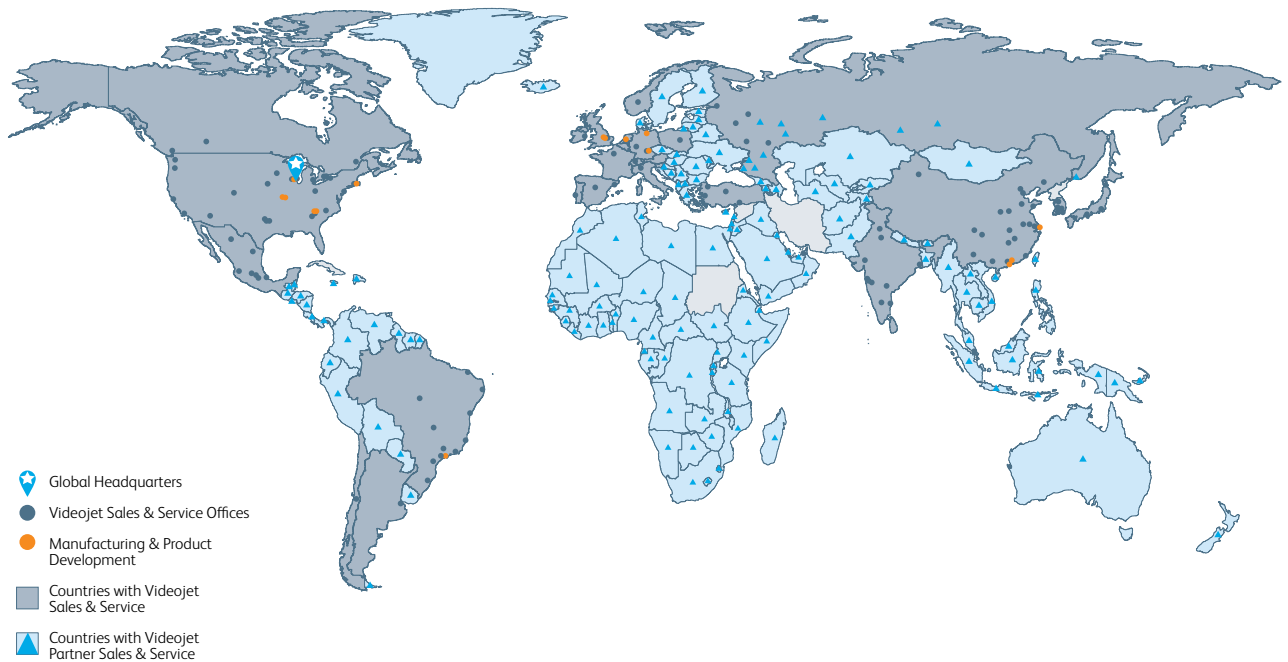 Global Headquarters
Videojet Sales & Service Offices
Manufacturing & Product
Development
Countries with Videojet
Sales & Service
Countries with Videojet
Partner Sales & Service